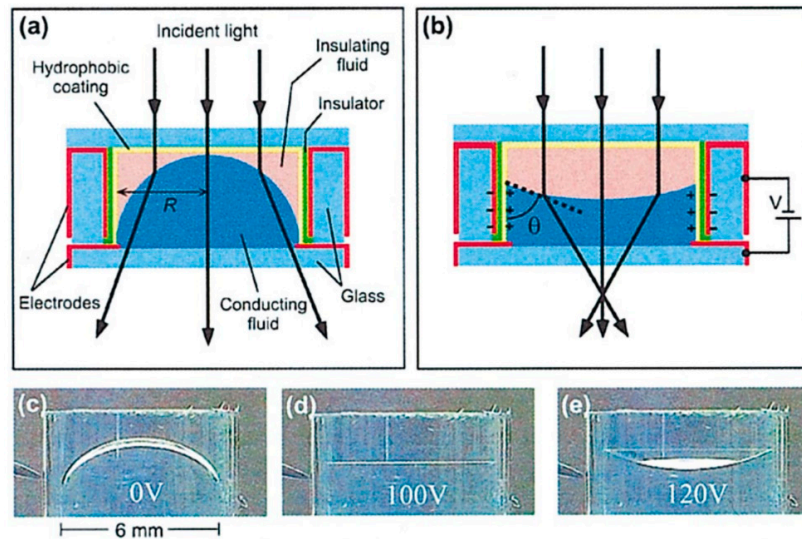 (a)
Incident light
Hydrophobic
coating
Insulating
fluid
Insulator
R
Electrodes
Conducting
fluid
Glass
(b)
θ
V
(c)
0V
6 mm
(d)
100V
(e)
120V